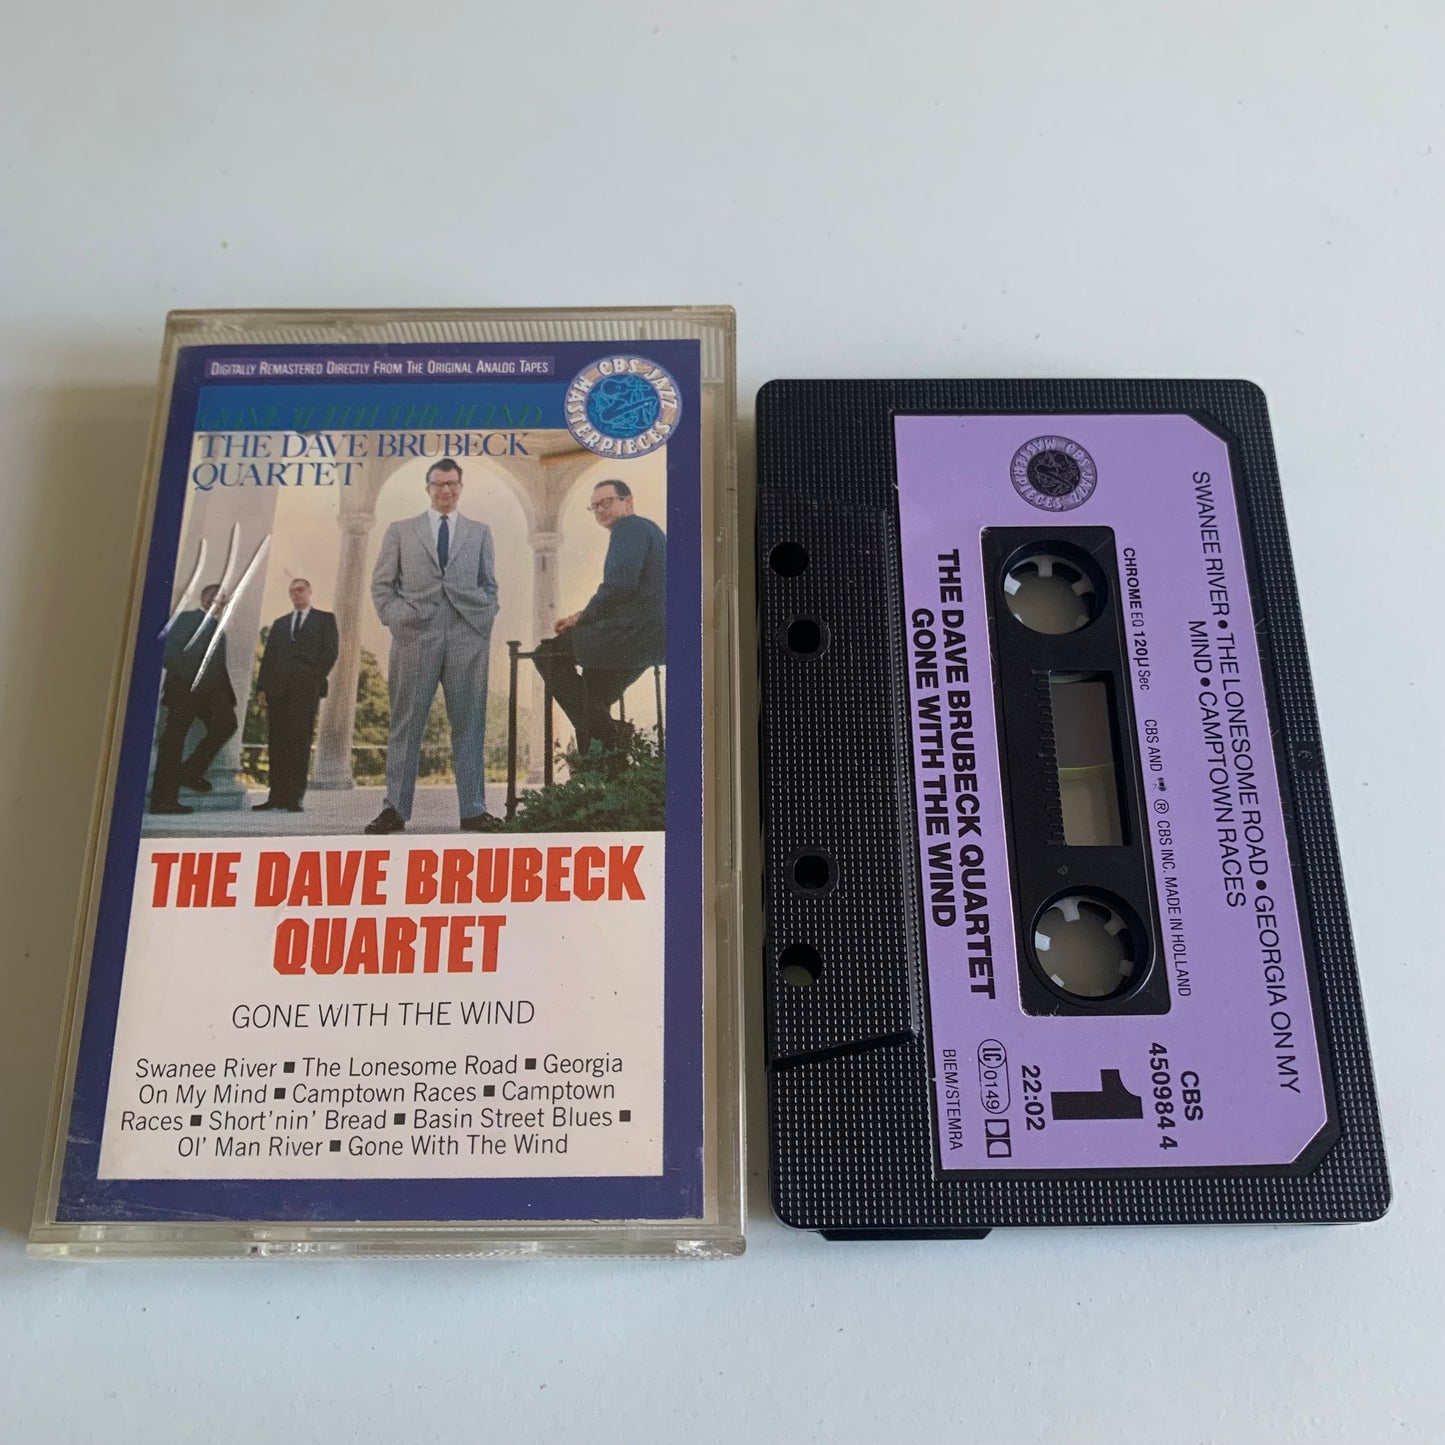 DIGITALLY REMASTERED DIRECTLY FROM THE ORIGINAL ANALOG TAPES
CBS JAZZ MASTERPIECES
GONE WITH THE WIND
THE DAVE BRUBECK
QUARTET
THE DAVE BRUBECK
QUARTET
GONE WITH THE WIND
Swanee River ■ The Lonesome Road ■ Georgia
On My Mind ■ Camptown Races ■ Camptown
Races ■ Short'nin' Bread ■ Basin Street Blues ■
Ol' Man River ■ Gone With The Wind
CBS JAZZ MASTERPIECES
SWANEE RIVER • THE LONESOME ROAD • GEORGIA ON MY
MIND • CAMPTOWN RACES
CHROME EQ 120µ Sec
CBS AND ® CBS INC. MADE IN HOLLAND
THE DAVE BRUBECK QUARTET
GONE WITH THE WIND
CBS
450984 4
1
22:02
LC 0149
BIEM/STEMRA